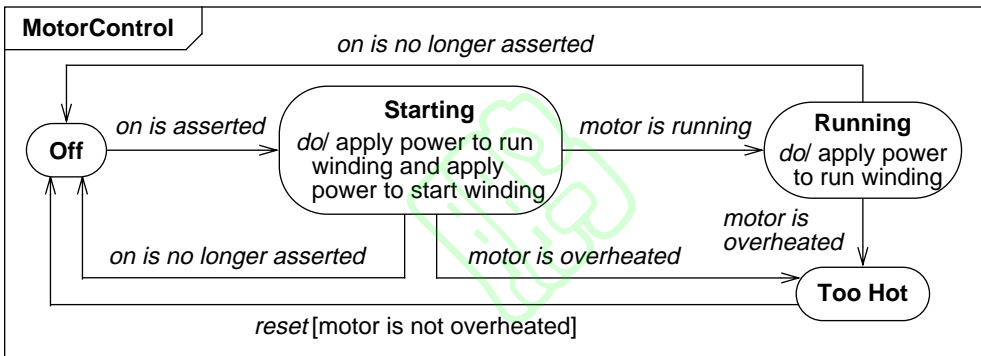 MotorControl
on is no longer asserted
Off
on is asserted
Starting
do/ apply power to run
winding and apply
power to start winding
motor is running
Running
do/ apply power
to run winding
on is no longer asserted
motor is overheated
motor is
overheated
Too Hot
reset [motor is not overheated]